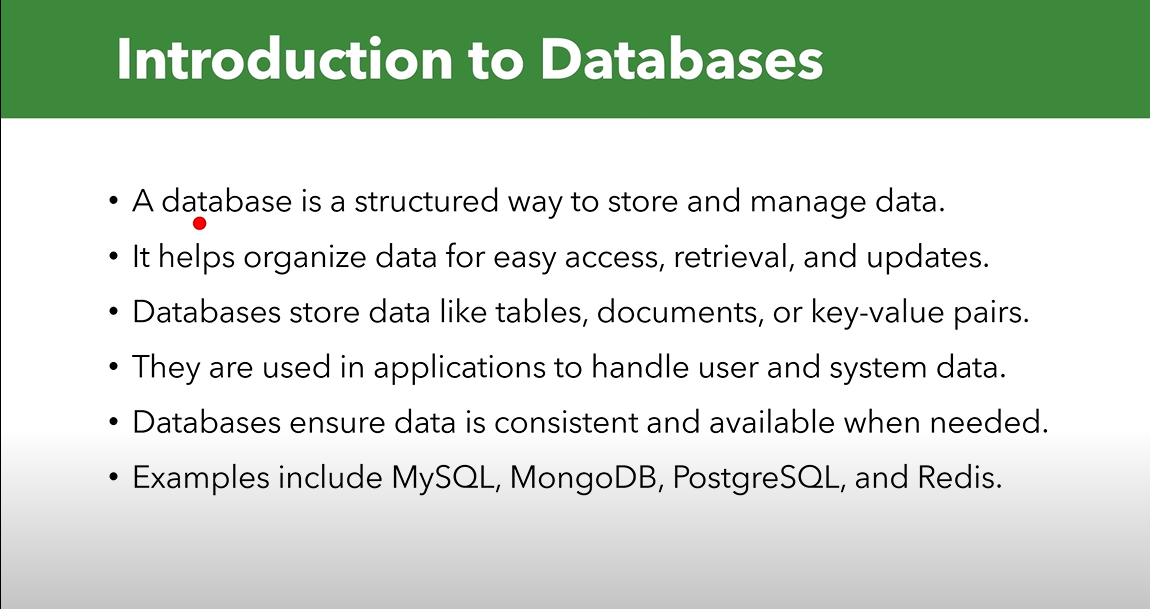 Introduction to Databases
• A database is a structured way to store and manage data.
• It helps organize data for easy access, retrieval, and updates.
• Databases store data like tables, documents, or key-value pairs.
• They are used in applications to handle user and system data.
• Databases ensure data is consistent and available when needed.
• Examples include MySQL, MongoDB, PostgreSQL, and Redis.